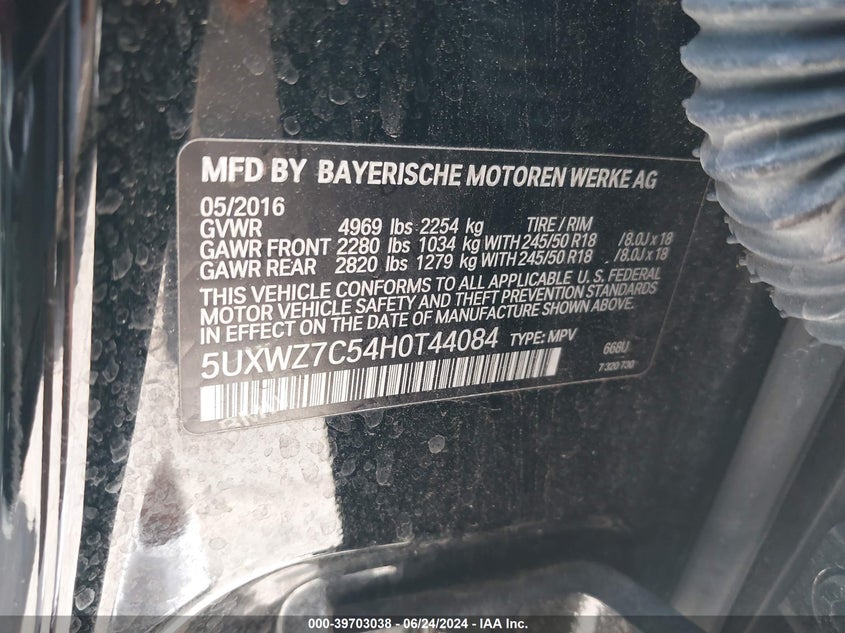 MFD BY BAYERISCHE MOTOREN WERKE AG
05/2016
GVWR 4969 lbs 2254 kg TIRE / RIM
GAWR FRONT 2280 lbs 1034 kg WITH 245/50 R18 /8.0J x 18
GAWR REAR 2820 lbs 1279 kg WITH 245/50 R18 /8.0J x 18
THIS VEHICLE CONFORMS TO ALL APPLICABLE U.S. FEDERAL
MOTOR VEHICLE SAFETY AND THEFT PREVENTION STANDARDS
IN EFFECT ON THE DATE OF MANUFACTURE SHOWN ABOVE.
5UXWZ7C54H0T44084 TYPE: MPV 668U
7 320 730
000-39703038 - 06/24/2024 - IAA Inc.